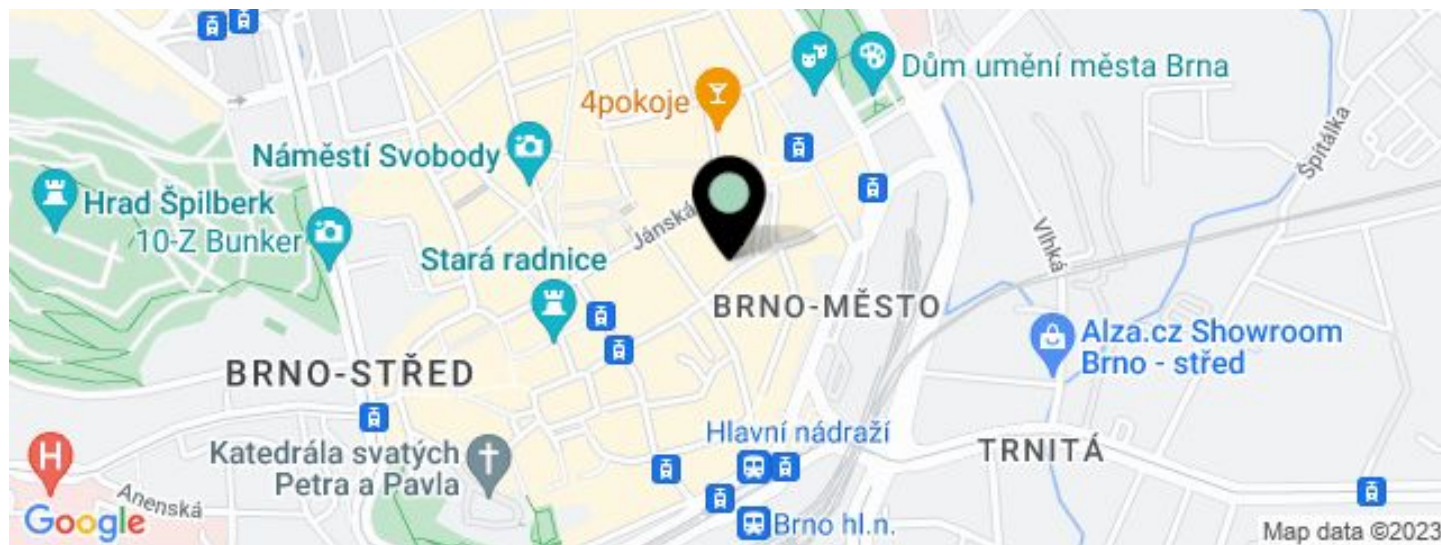 Dům umění města Brna
4pokoje
Náměstí Svobody
Špitálka
Hrad Špilberk
10-Z Bunker
Jánská
Vlhká
Stará radnice
BRNO-MĚSTO
Alza.cz Showroom
Brno - střed
BRNO-STŘED
Hlavní nádraží
TRNITÁ
Katedrála svatých
Petra a Pavla
H
Anenská
Google
Brno hl.n.
Map data ©2023